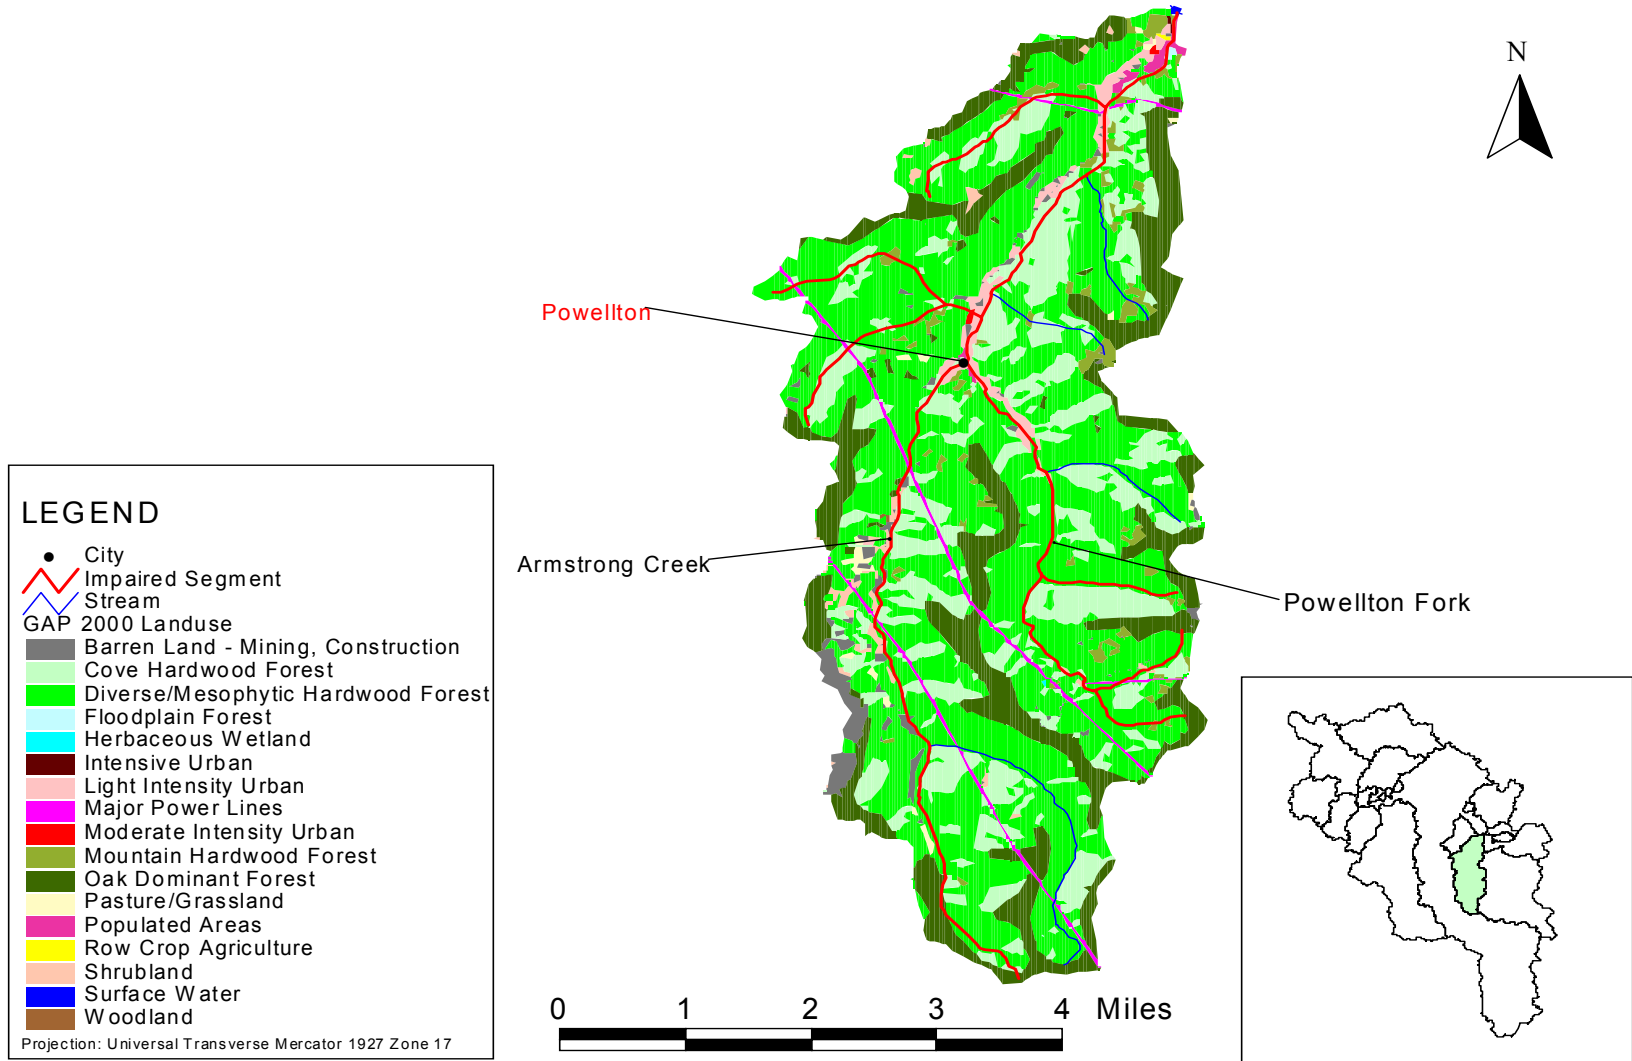 N
Powellton
Armstrong Creek
Powellton Fork
LEGEND
City
Impaired Segment
Stream
GAP 2000 Landuse
Barren Land - Mining, Construction
Cove Hardwood Forest
Diverse/Mesophytic Hardwood Forest
Floodplain Forest
Herbaceous Wetland
Intensive Urban
Light Intensity Urban
Major Power Lines
Moderate Intensity Urban
Mountain Hardwood Forest
Oak Dominant Forest
Pasture/Grassland
Populated Areas
Row Crop Agriculture
Shrubland
Surface Water
Woodland
Projection: Universal Transverse Mercator 1927 Zone 17
0 1 2 3 4 Miles